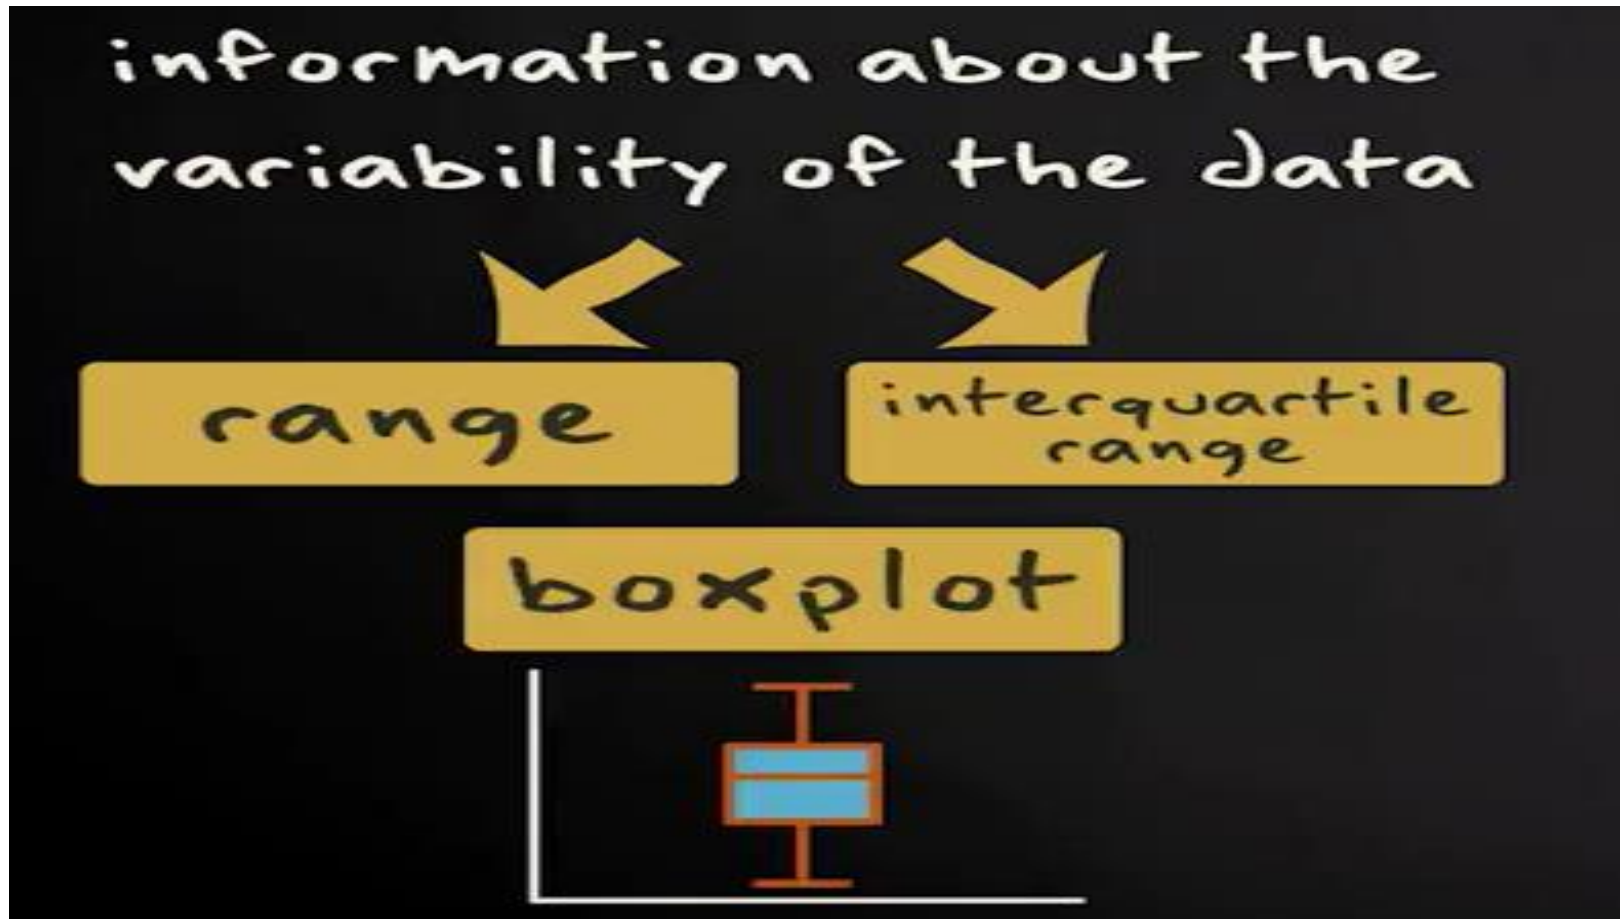 information about the
variability of the data
range
interquartile
range
boxplot